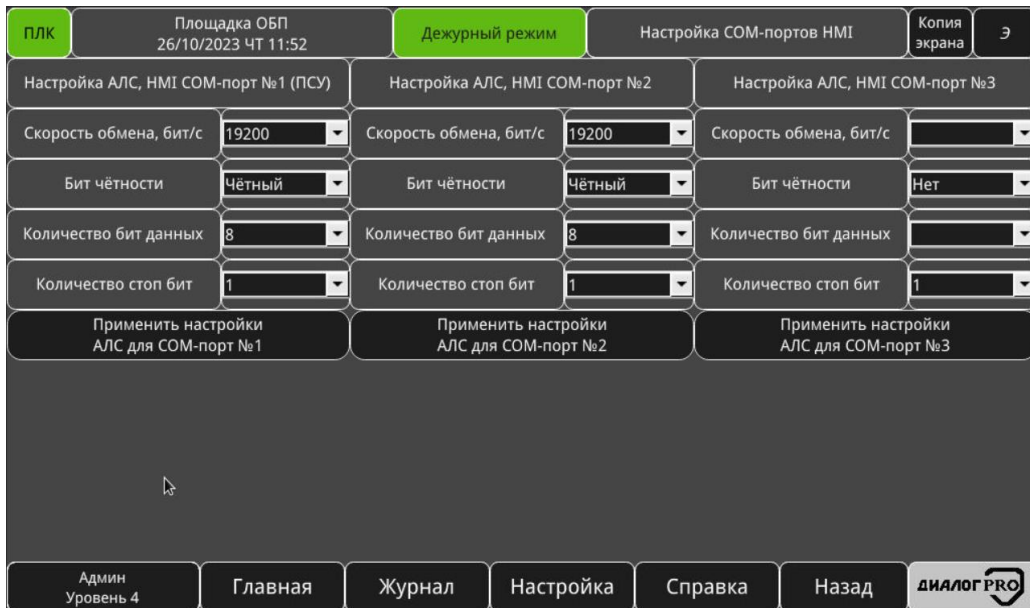 ПЛК
Площадка ОБП
26/10/2023 ЧТ 11:52
Дежурный режим
Настройка COM-портов HMI
Копия
экрана
Э
Настройка АЛС, HMI COM-порт №1 (ПСУ)
Настройка АЛС, HMI COM-порт №2
Настройка АЛС, HMI COM-порт №3
Скорость обмена, бит/с
19200
Скорость обмена, бит/с
19200
Скорость обмена, бит/с
Бит чётности
Чётный
Бит чётности
Чётный
Бит чётности
Нет
Количество бит данных
8
Количество бит данных
8
Количество бит данных
Количество стоп бит
1
Количество стоп бит
1
Количество стоп бит
1
Применить настройки
АЛС для COM-порт №1
Применить настройки
АЛС для COM-порт №2
Применить настройки
АЛС для COM-порт №3
Админ
Уровень 4
Главная
Журнал
Настройка
Справка
Назад
ДИАЛОГ PRO